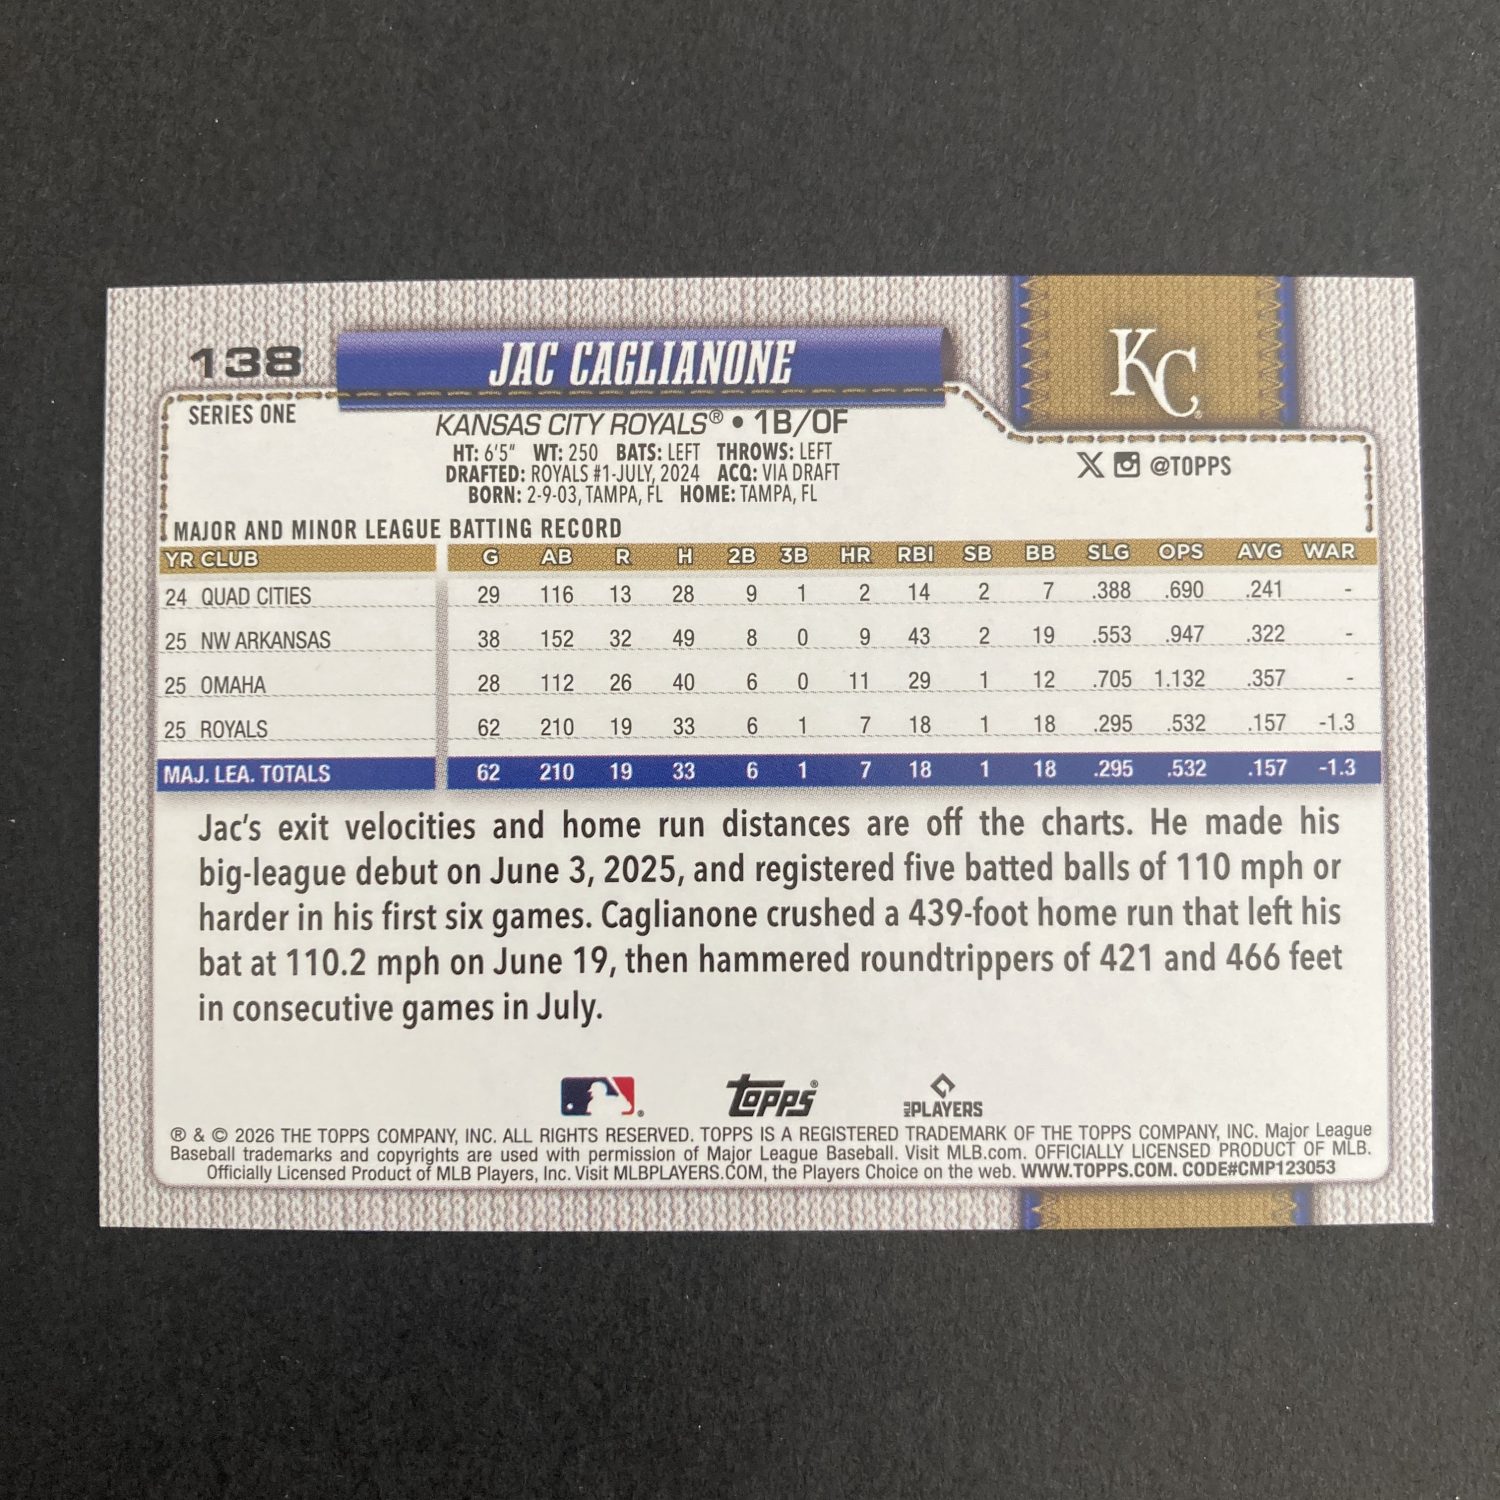 138
JAC CAGLIANONE
KC
SERIES ONE
KANSAS CITY ROYALS® • 1B/OF
HT: 6'5" WT: 250 BATS: LEFT THROWS: LEFT
DRAFTED: ROYALS #1-JULY, 2024 ACQ: VIA DRAFT
BORN: 2-9-03, TAMPA, FL HOME: TAMPA, FL
X @TOPPS
MAJOR AND MINOR LEAGUE BATTING RECORD
YR CLUB G AB R H 2B 3B HR RBI SB BB SLG OPS AVG WAR
24 QUAD CITIES 29 116 13 28 9 1 2 14 2 7 .388 .690 .241 -
25 NW ARKANSAS 38 152 32 49 8 0 9 43 2 19 .553 .947 .322 -
25 OMAHA 28 112 26 40 6 0 11 29 1 12 .705 1.132 .357 -
25 ROYALS 62 210 19 33 6 1 7 18 1 18 .295 .532 .157 -1.3
MAJ. LEA. TOTALS 62 210 19 33 6 1 7 18 1 18 .295 .532 .157 -1.3
Jac's exit velocities and home run distances are off the charts. He made his
big-league debut on June 3, 2025, and registered five batted balls of 110 mph or
harder in his first six games. Caglianone crushed a 439-foot home run that left his
bat at 110.2 mph on June 19, then hammered roundtrippers of 421 and 466 feet
in consecutive games in July.
Topps®
MLB PLAYERS
® & © 2026 THE TOPPS COMPANY, INC. ALL RIGHTS RESERVED. TOPPS IS A REGISTERED TRADEMARK OF THE TOPPS COMPANY, INC. Major League
Baseball trademarks and copyrights are used with permission of Major League Baseball. Visit MLB.com. OFFICIALLY LICENSED PRODUCT OF MLB.
Officially Licensed Product of MLB Players, Inc. Visit MLBPLAYERS.COM, the Players Choice on the web. WWW.TOPPS.COM. CODE#CMP123053